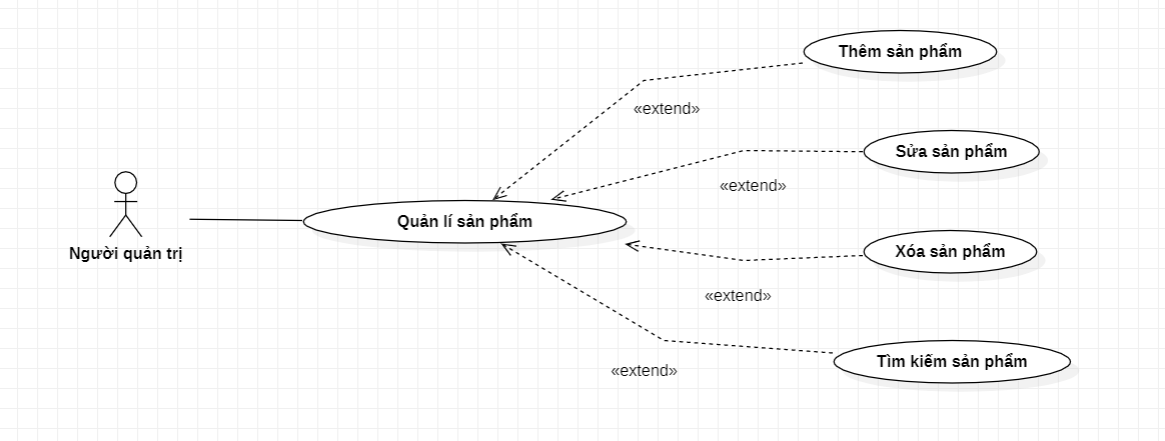 Thêm sản phẩm
«extend»
Sửa sản phẩm
«extend»
Quản lí sản phẩm
Người quản trị
Xóa sản phẩm
«extend»
Tìm kiếm sản phẩm
«extend»